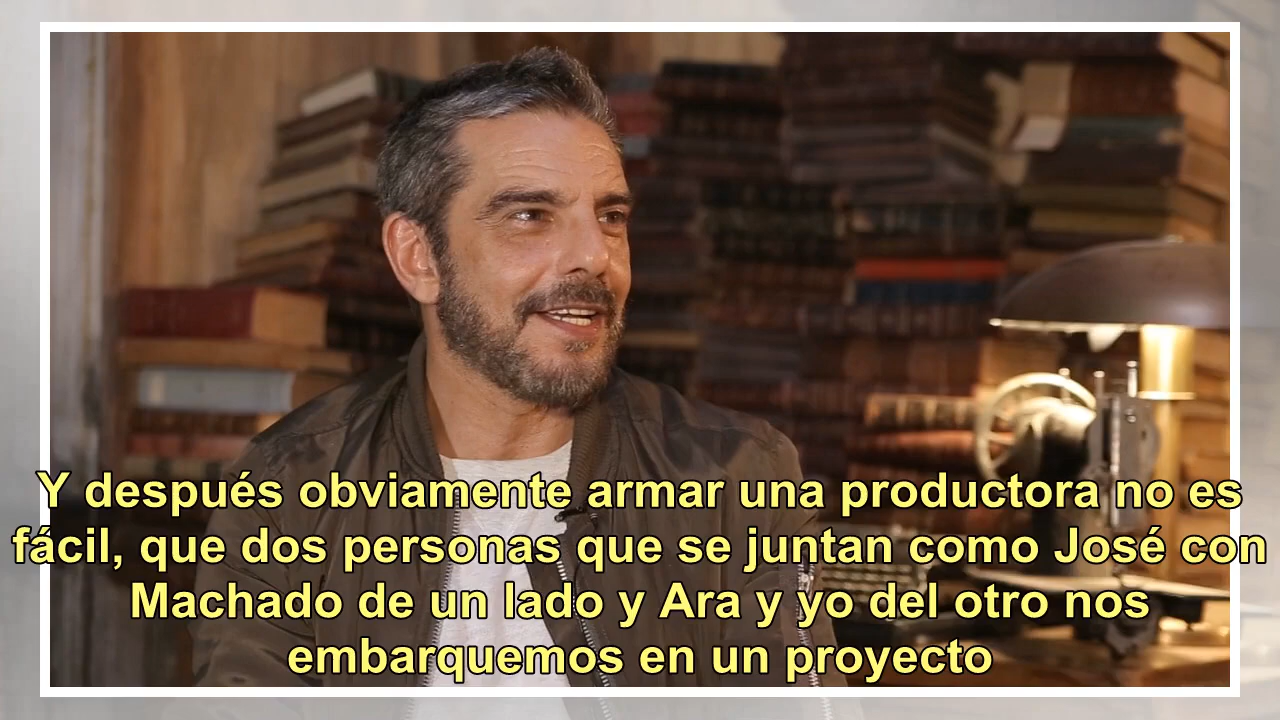 Y después obviamente armar una productora no es
fácil, que dos personas que se juntan como José con
Machado de un lado y Ara y yo del otro nos
embarquemos en un proyecto